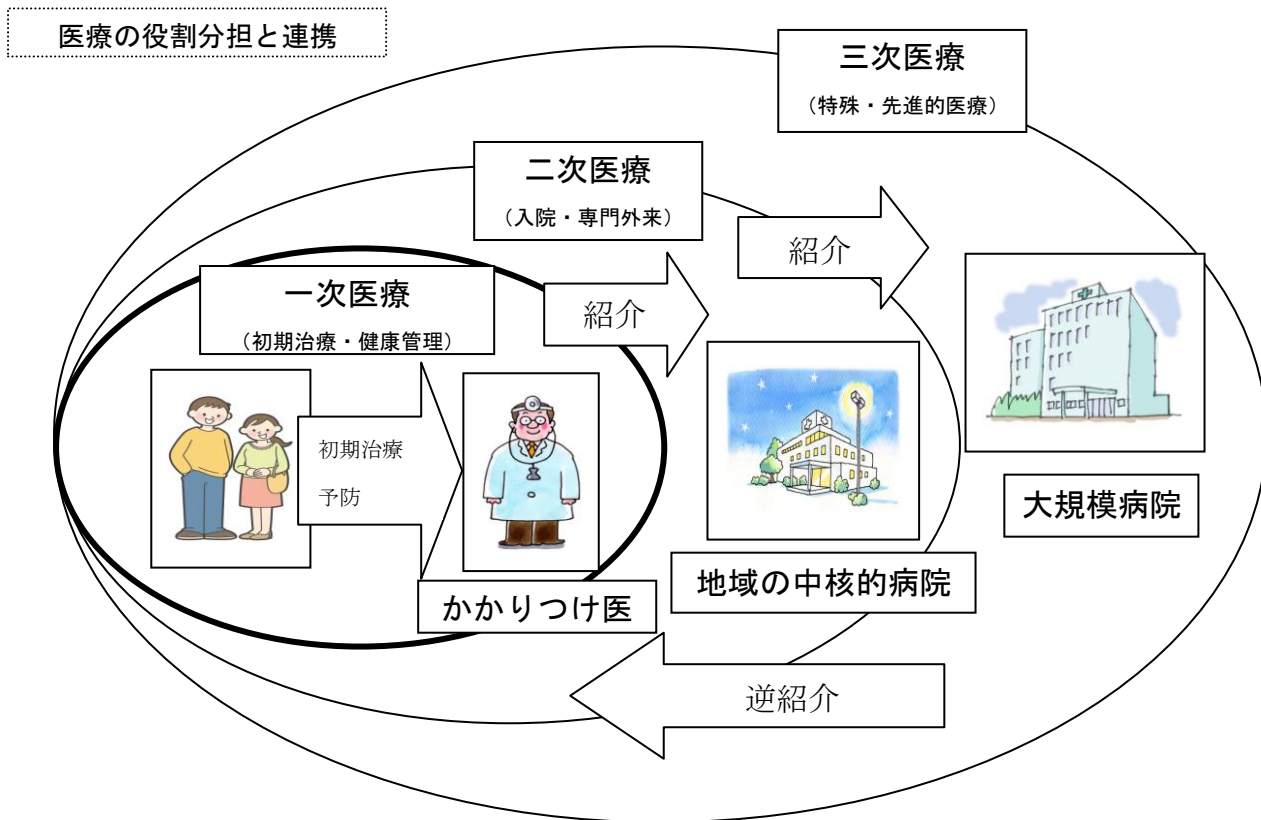 医療の役割分担と連携
三次医療
（特殊・先進的医療）
二次医療
（入院・専門外来）
紹介
一次医療
（初期治療・健康管理）
紹介
初期治療
予防
大規模病院
地域の中核的病院
かかりつけ医
逆紹介